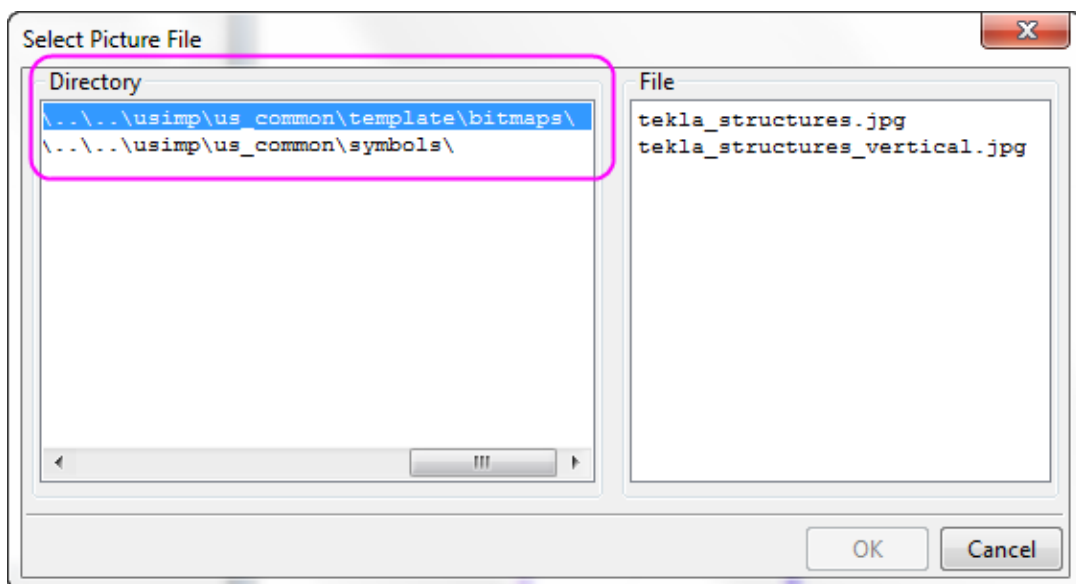 Select Picture File
Directory
\..\..\usimp\us_common\template\bitmaps\
\..\..\usimp\us_common\symbols\
File
tekla_structures.jpg
tekla_structures_vertical.jpg
OK
Cancel